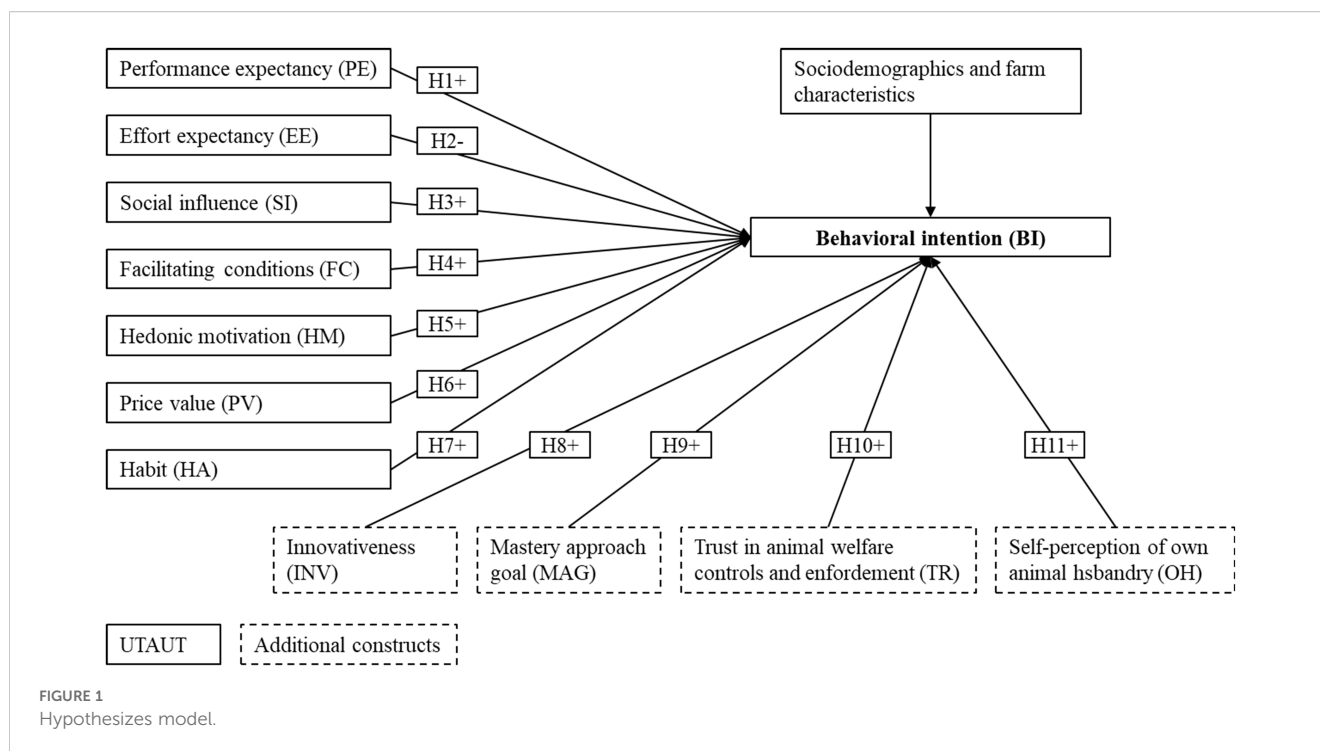 Performance expectancy (PE)
H1+
Effort expectancy (EE)
H2-
Social influence (SI)
H3+
Facilitating conditions (FC)
H4+
Hedonic motivation (HM)
H5+
Price value (PV)
H6+
Habit (HA)
H7+
Sociodemographics and farm
characteristics
Behavioral intention (BI)
H8+
H9+
H10+
H11+
Innovativeness
(INV)
Mastery approach
goal (MAG)
Trust in animal welfare
controls and enfordement (TR)
Self-perception of own
animal hsbandry (OH)
UTAUT
Additional constructs
FIGURE 1
Hypothesizes model.